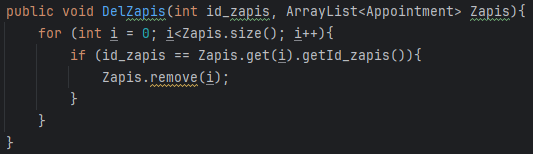 public void DelZapis(int id_zapis, ArrayList<Appointment> Zapis){
    for (int i = 0; i<Zapis.size(); i++){
        if (id_zapis == Zapis.get(i).getId_zapis()){
            Zapis.remove(i);
        }
    }
}